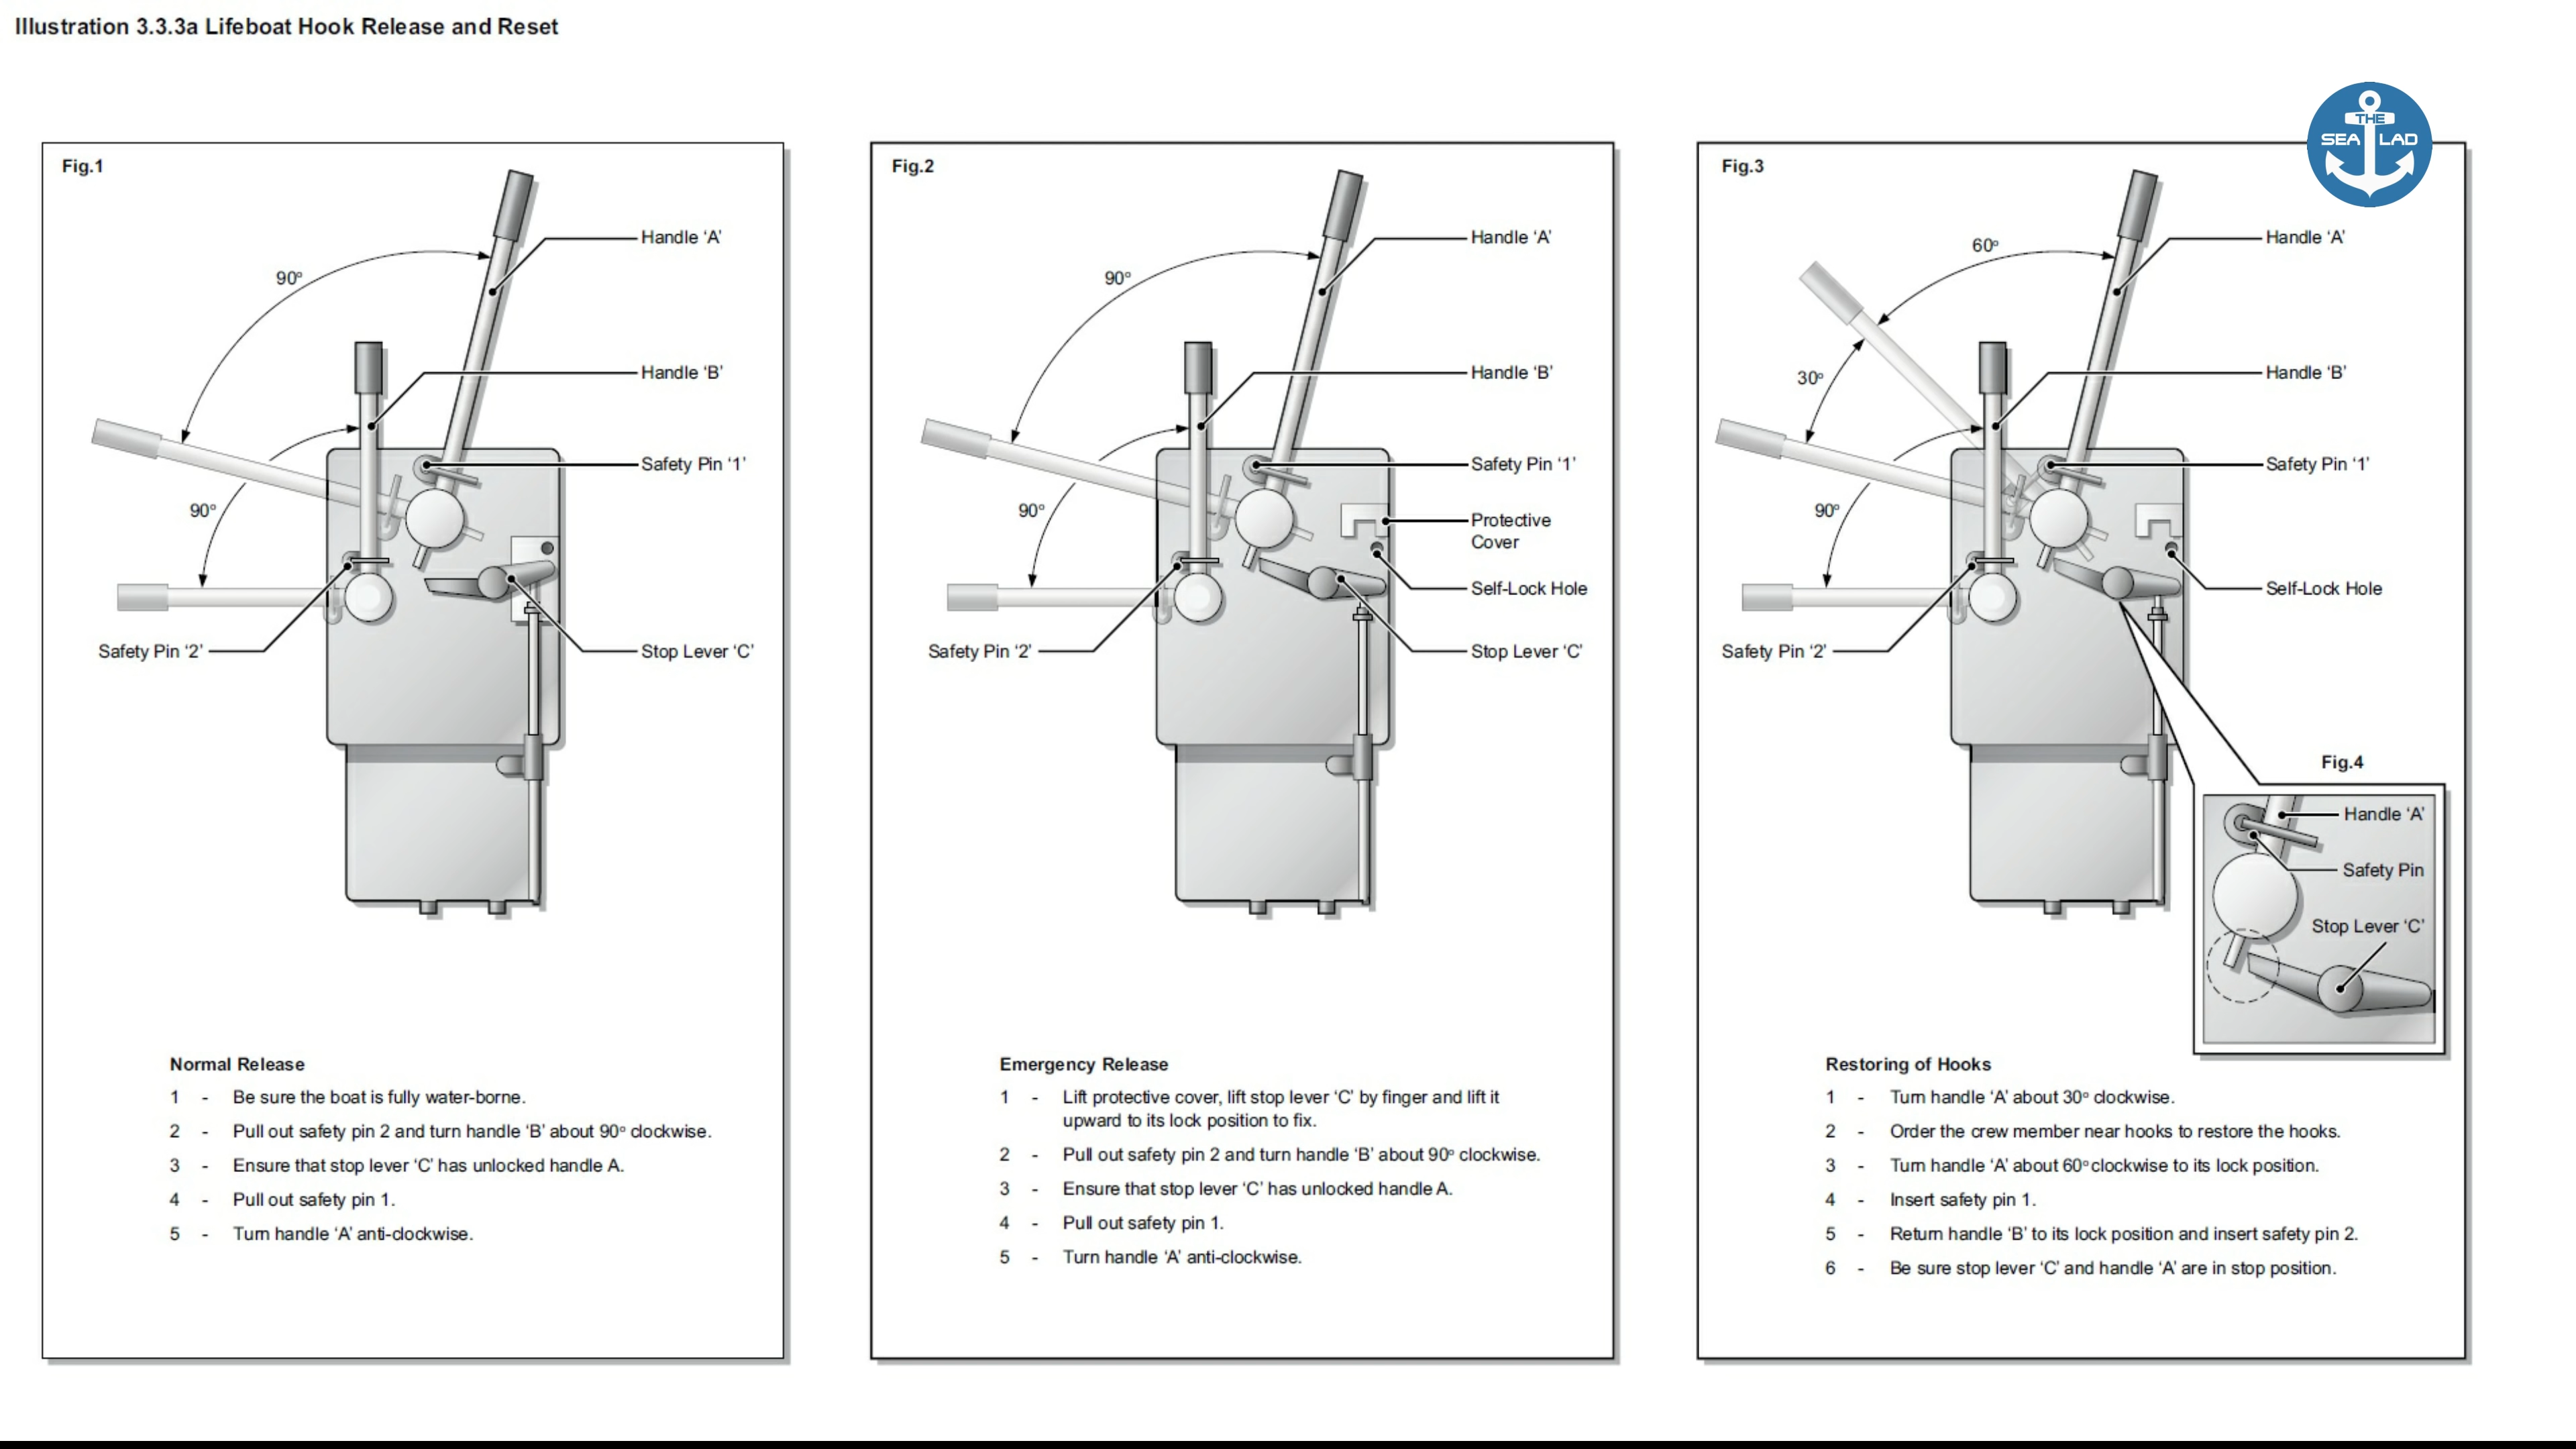 Illustration 3.3.3a Lifeboat Hook Release and Reset
THE
SEA LAD
Fig.1
Handle ‘A’
90°
Handle ‘B’
Safety Pin ‘1’
90°
Safety Pin ‘2’
Stop Lever ‘C’
Normal Release
1 - Be sure the boat is fully water-borne.
2 - Pull out safety pin 2 and turn handle ‘B’ about 90° clockwise.
3 - Ensure that stop lever ‘C’ has unlocked handle A.
4 - Pull out safety pin 1.
5 - Turn handle ‘A’ anti-clockwise.
Fig.2
Handle ‘A’
90°
Handle ‘B’
Safety Pin ‘1’
90°
Protective
Cover
Self-Lock Hole
Safety Pin ‘2’
Stop Lever ‘C’
Emergency Release
1 - Lift protective cover, lift stop lever ‘C’ by finger and lift it
upward to its lock position to fix.
2 - Pull out safety pin 2 and turn handle ‘B’ about 90° clockwise.
3 - Ensure that stop lever ‘C’ has unlocked handle A.
4 - Pull out safety pin 1.
5 - Turn handle ‘A’ anti-clockwise.
Fig.3
60°
Handle ‘A’
30°
Handle ‘B’
Safety Pin ‘1’
90°
Self-Lock Hole
Safety Pin ‘2’
Fig.4
Handle ‘A’
Safety Pin
Stop Lever ‘C’
Restoring of Hooks
1 - Turn handle ‘A’ about 30° clockwise.
2 - Order the crew member near hooks to restore the hooks.
3 - Turn handle ‘A’ about 60° clockwise to its lock position.
4 - Insert safety pin 1.
5 - Return handle ‘B’ to its lock position and insert safety pin 2.
6 - Be sure stop lever ‘C’ and handle ‘A’ are in stop position.